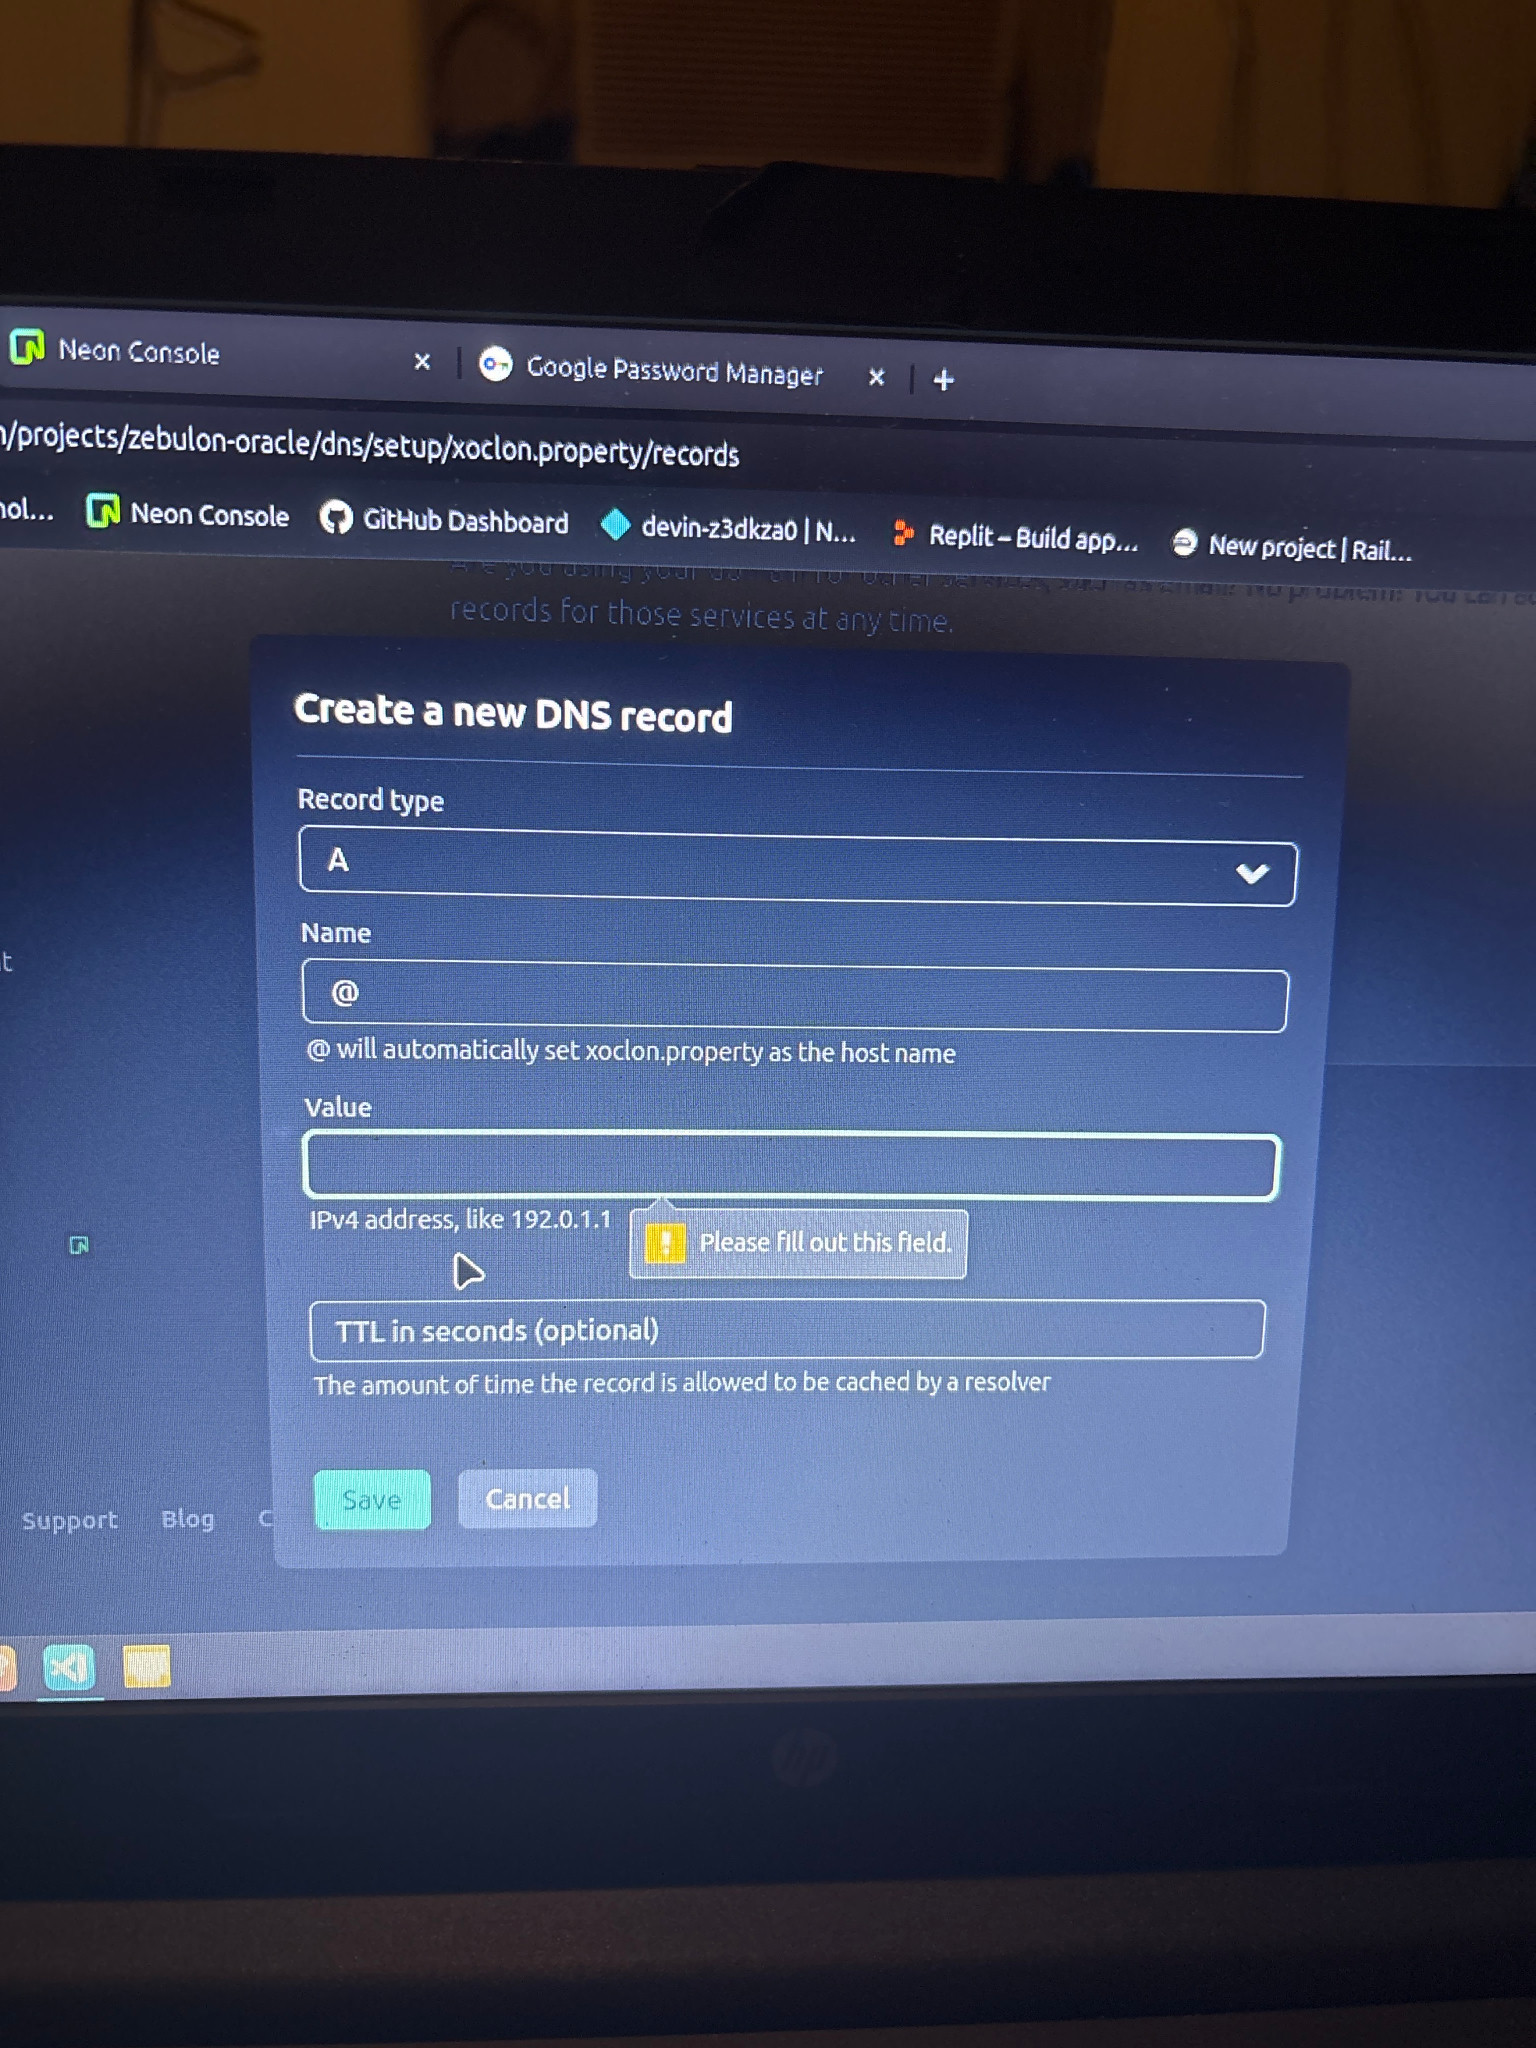 Neon Console
Google Password Manager
/projects/zebulon-oracle/dns/setup/xoclon.property/records
Neon Console
GitHub Dashboard
devin-z3dkza0 | N...
Replit – Build app...
New project | Rail...
records for those services at any time.
Create a new DNS record
Record type
A
Name
@
@ will automatically set xoclon.property as the host name
Value
IPv4 address, like 192.0.1.1
Please fill out this field.
TTL in seconds (optional)
The amount of time the record is allowed to be cached by a resolver
Save
Cancel
Support
Blog
hp